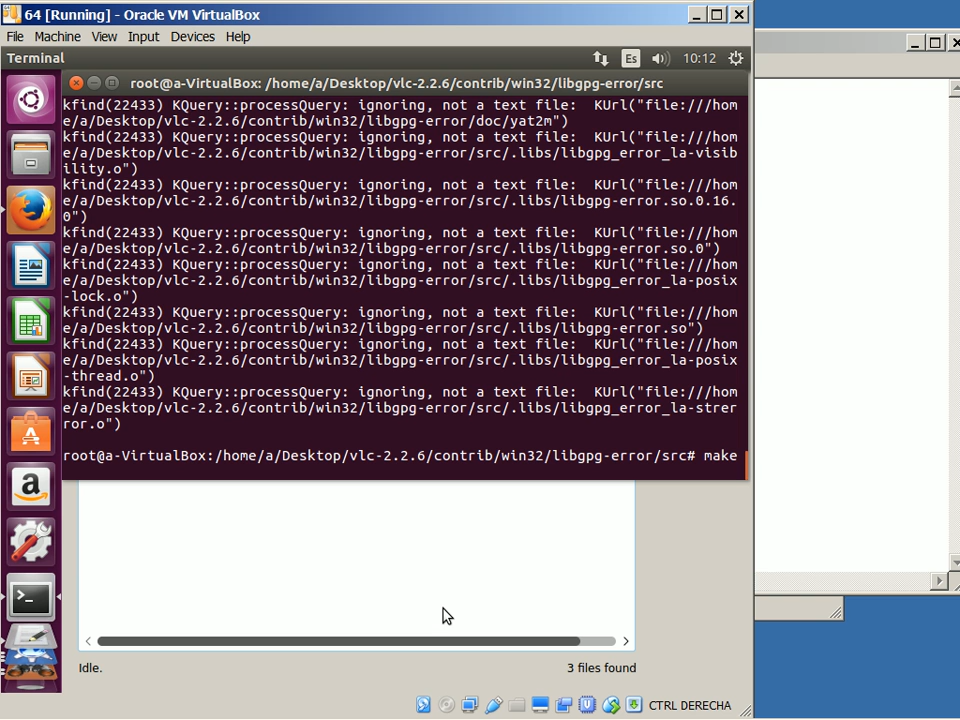 64 [Running] - Oracle VM VirtualBox
File Machine View Input Devices Help
Terminal Es 10:12
root@a-VirtualBox: /home/a/Desktop/vlc-2.2.6/contrib/win32/libgpg-error/src
kfind(22433) KQuery::processQuery: ignoring, not a text file:  KUrl("file:///hom
e/a/Desktop/vlc-2.2.6/contrib/win32/libgpg-error/doc/yat2m")
kfind(22433) KQuery::processQuery: ignoring, not a text file:  KUrl("file:///hom
e/a/Desktop/vlc-2.2.6/contrib/win32/libgpg-error/src/.libs/libgpg_error_la-visib
ility.o")
kfind(22433) KQuery::processQuery: ignoring, not a text file:  KUrl("file:///hom
e/a/Desktop/vlc-2.2.6/contrib/win32/libgpg-error/src/.libs/libgpg-error.so.0.16.
0")
kfind(22433) KQuery::processQuery: ignoring, not a text file:  KUrl("file:///hom
e/a/Desktop/vlc-2.2.6/contrib/win32/libgpg-error/src/.libs/libgpg-error.so.0")
kfind(22433) KQuery::processQuery: ignoring, not a text file:  KUrl("file:///hom
e/a/Desktop/vlc-2.2.6/contrib/win32/libgpg-error/src/.libs/libgpg_error_la-posix
-lock.o")
kfind(22433) KQuery::processQuery: ignoring, not a text file:  KUrl("file:///hom
e/a/Desktop/vlc-2.2.6/contrib/win32/libgpg-error/src/.libs/libgpg-error.so")
kfind(22433) KQuery::processQuery: ignoring, not a text file:  KUrl("file:///hom
e/a/Desktop/vlc-2.2.6/contrib/win32/libgpg-error/src/.libs/libgpg_error_la-posix
-thread.o")
kfind(22433) KQuery::processQuery: ignoring, not a text file:  KUrl("file:///hom
e/a/Desktop/vlc-2.2.6/contrib/win32/libgpg-error/src/.libs/libgpg_error_la-strer
ror.o")
root@a-VirtualBox:/home/a/Desktop/vlc-2.2.6/contrib/win32/libgpg-error/src# make
Idle. 3 files found
CTRL DERECHA